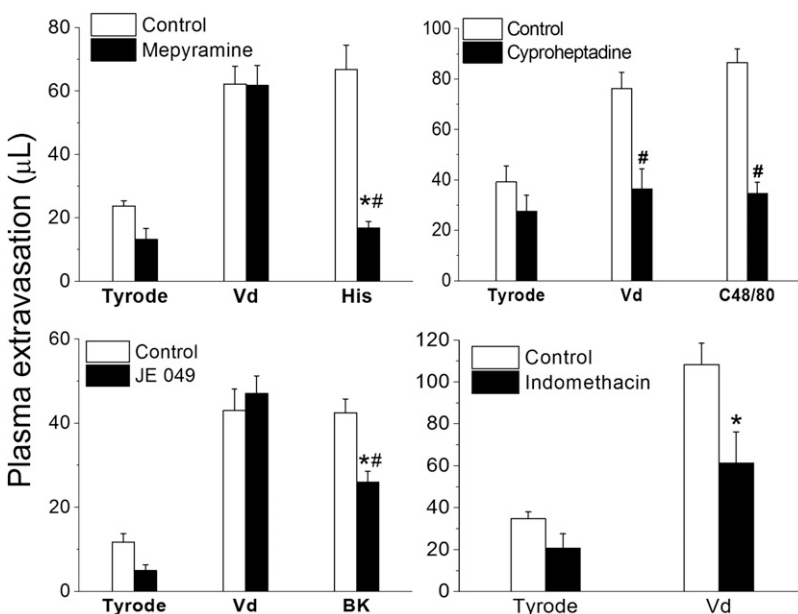 Plasma extravasation (μL)
80
60
40
20
0
Control
Mepyramine
*#
Tyrode Vd His
100
80
60
40
20
0
Control
Cyproheptadine
# #
Tyrode Vd C48/80
60
40
20
0
Control
JE 049
*#
Tyrode Vd BK
120
100
80
60
40
20
0
Control
Indomethacin
*
Tyrode Vd